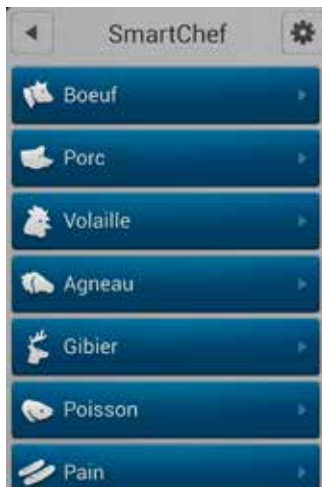 SmartChef
Boeuf
Porc
Volaille
Agneau
Gibier
Poisson
Pain